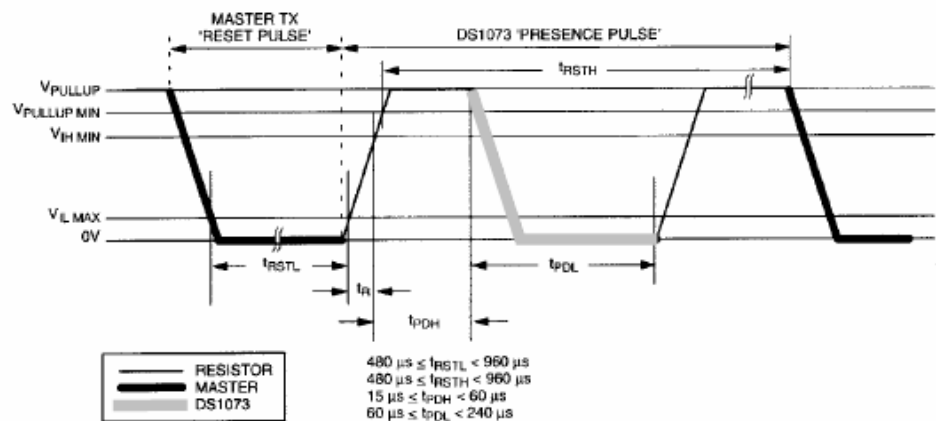 MASTER TX
'RESET PULSE'
DS1073 'PRESENCE PULSE'
tRSTH
VPULLUP
VPULLUP MIN
VIH MIN
VIL MAX
0V
tRSTL
tR
tPDL
tPDH
480 μs ≤ tRSTL < 960 μs
480 μs ≤ tRSTH < 960 μs
15 μs ≤ tPDH < 60 μs
60 μs ≤ tPDL < 240 μs
RESISTOR
MASTER
DS1073